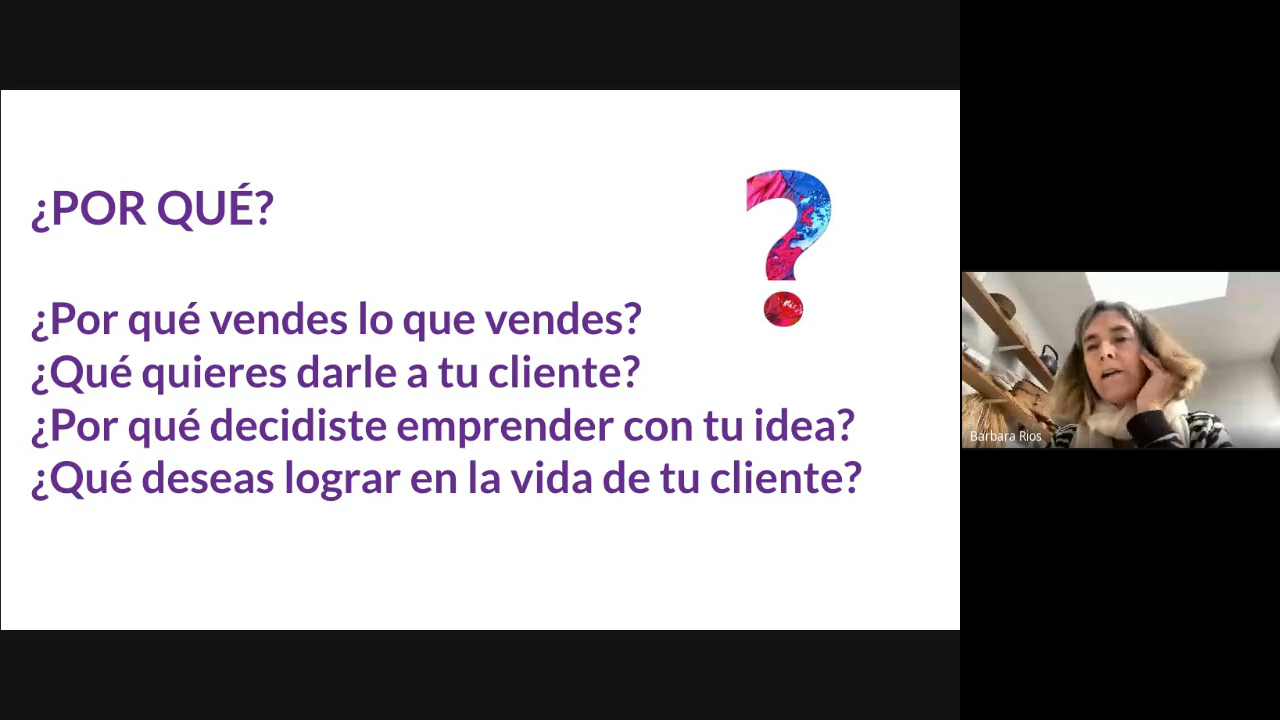 ¿POR QUÉ?
¿Por qué vendes lo que vendes?
¿Qué quieres darle a tu cliente?
¿Por qué decidiste emprender con tu idea?
¿Qué deseas lograr en la vida de tu cliente?
Bárbara Rios